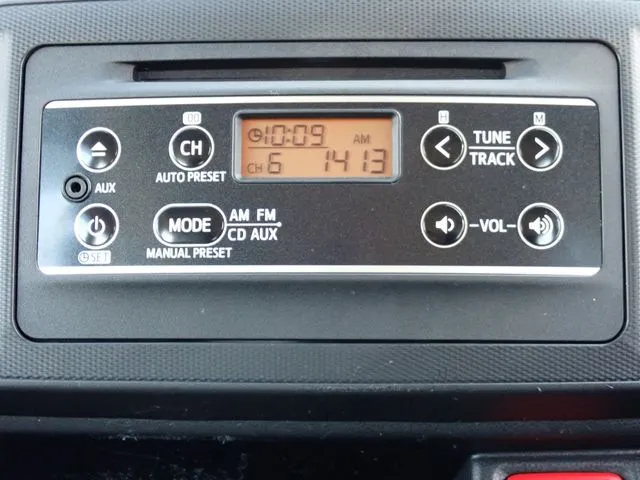 :00
H
M
10:09 AM
CH
TUNE
TRACK
AUX
AUTO PRESET
CH 6 1413
MODE
AM FM
CD AUX
VOL
SET
MANUAL PRESET